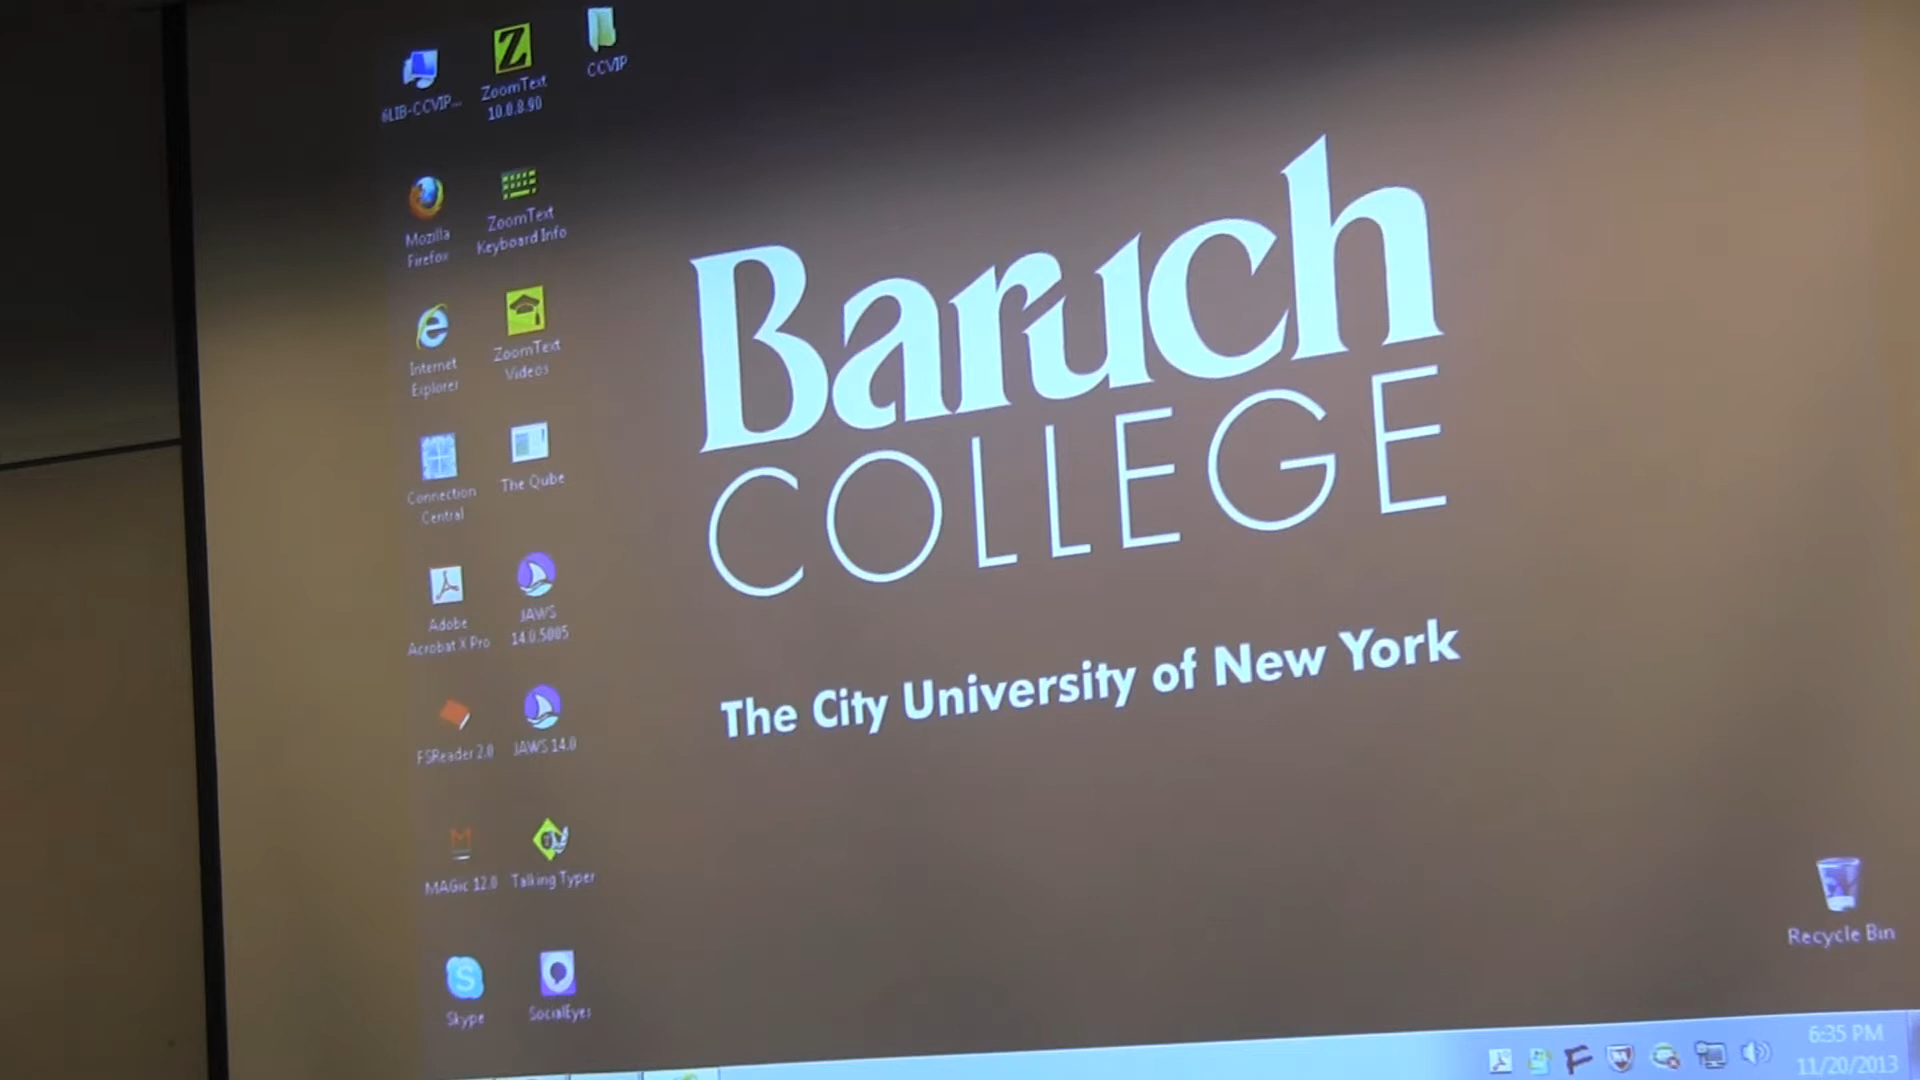 6LIB-CCVIP...
ZoomText
10.0.8.90
CCVIP
Mozilla
Firefox
ZoomText
Keyboard Info
Internet
Explorer
ZoomText
Videos
Connection
Central
The Qube
Adobe
Acrobat X Pro
JAWS
14.0.5005
FSReader 2.0
JAWS 14.0
MAGic 12.0
Talking Typer
Skype
SocialEyes
Baruch
COLLEGE
The City University of New York
Recycle Bin
6:35 PM
11/20/2013